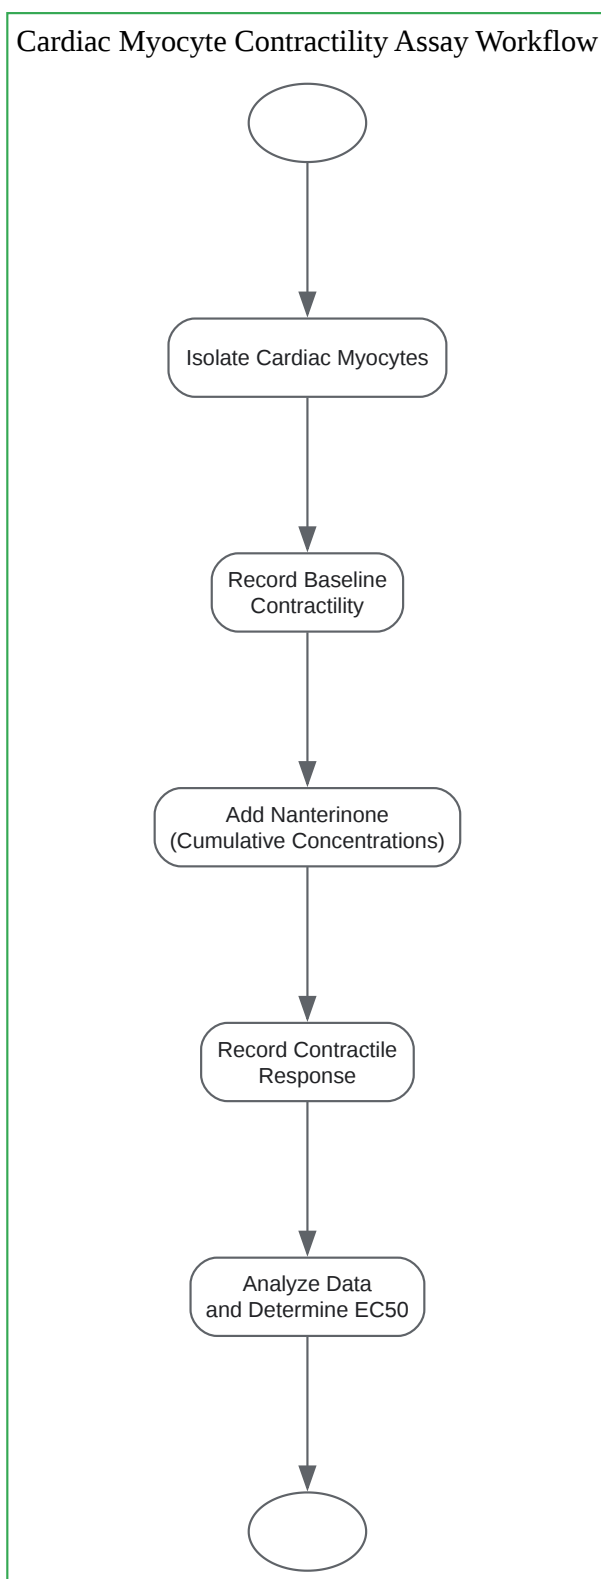 Cardiac Myocyte Contractility Assay Workflow
Isolate Cardiac Myocytes
Record Baseline
Contractility
Add Nanterinone
(Cumulative Concentrations)
Record Contractile
Response
Analyze Data
and Determine EC50